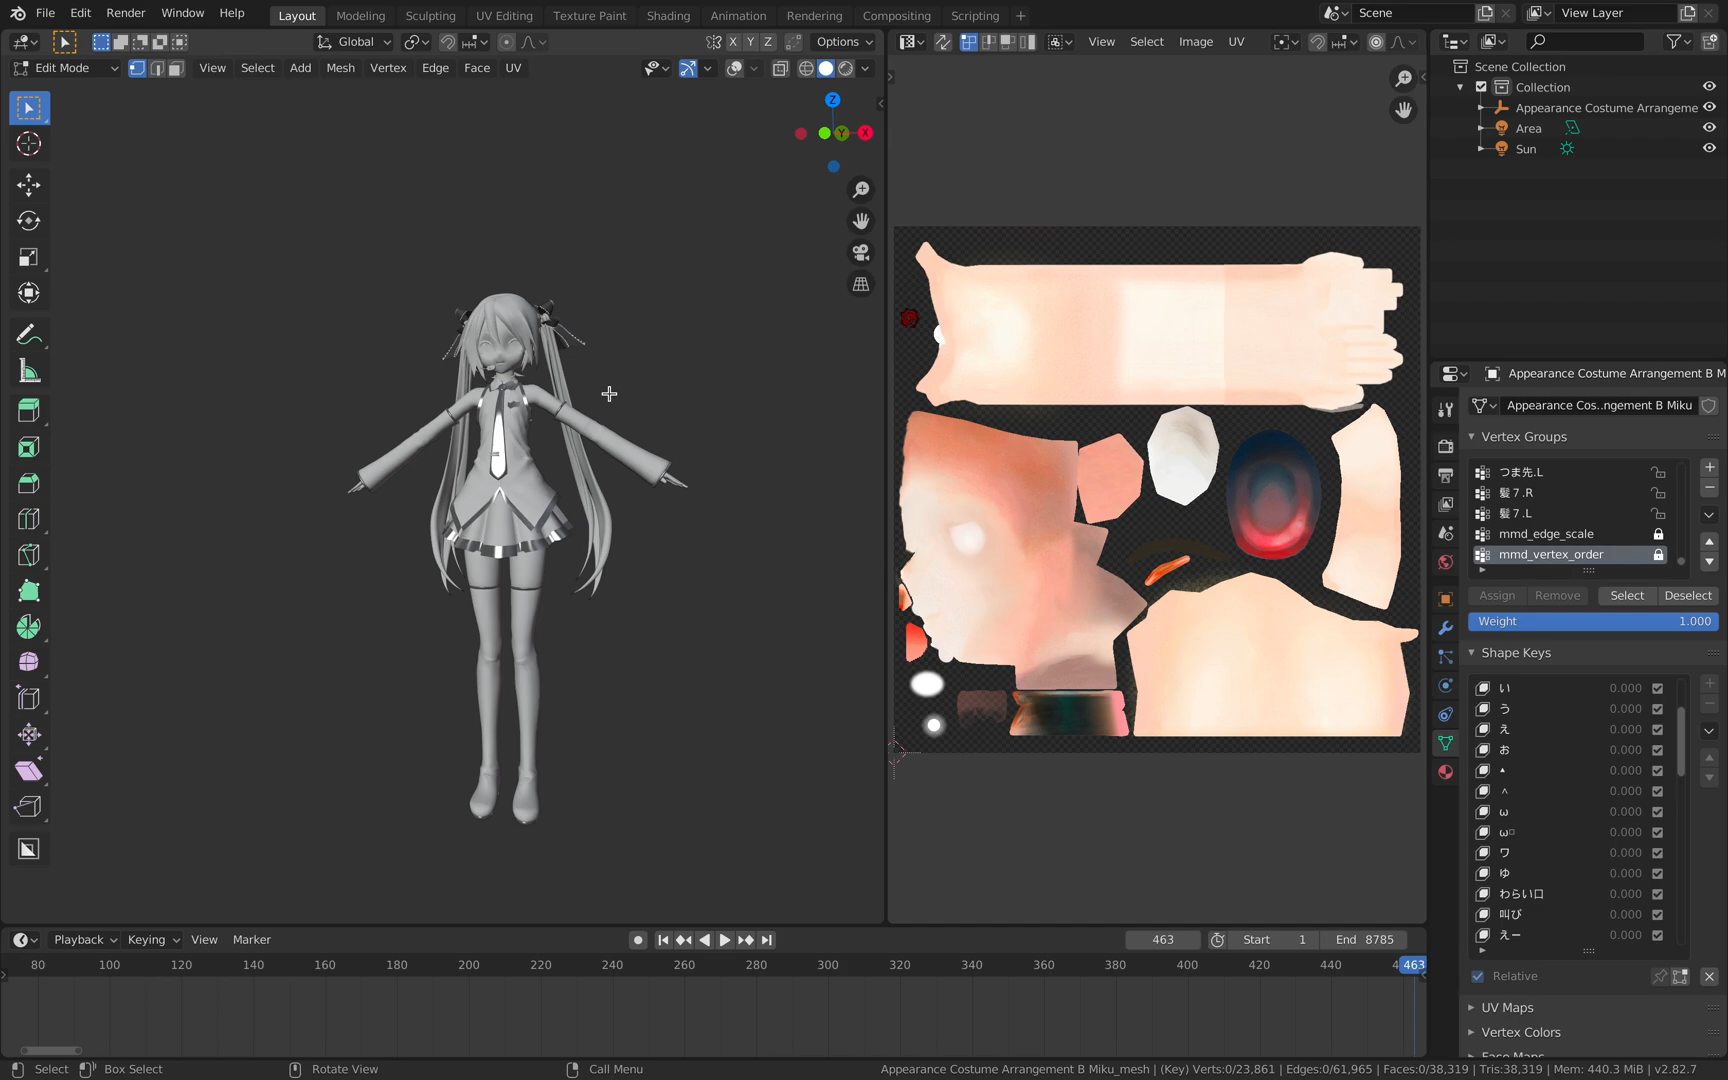 File Edit Render Window Help Layout Modeling Sculpting UV Editing Texture Paint Shading Animation Rendering Compositing Scripting + Scene View Layer
Global X Y Z Options
View Select Image UV
Edit Mode View Select Add Mesh Vertex Edge Face UV
Z
Y X
Scene Collection
Collection
Appearance Costume Arrangeme
Area
Sun
Appearance Costume Arrangement B M
Appearance Cos..ngement B Miku
Vertex Groups
つま先.L
髪７.R
髪７.L
mmd_edge_scale
mmd_vertex_order
Assign Remove Select Deselect
Weight 1.000
Shape Keys
い 0.000
う 0.000
え 0.000
お 0.000
▲ 0.000
∧ 0.000
ω 0.000
ω□ 0.000
ワ 0.000
ゆ 0.000
わらい口 0.000
叫び 0.000
えー 0.000
Relative
UV Maps
Vertex Colors
Face Maps
Playback Keying View Marker 463 Start 1 End 8785
80 100 120 140 160 180 200 220 240 260 280 300 320 340 360 380 400 420 440 4 463
Select Box Select Rotate View Call Menu Appearance Costume Arrangement B Miku_mesh | (Key) Verts:0/23,861 | Edges:0/61,965 | Faces:0/38,319 | Tris:38,319 | Mem: 440.3 MiB | v2.82.7